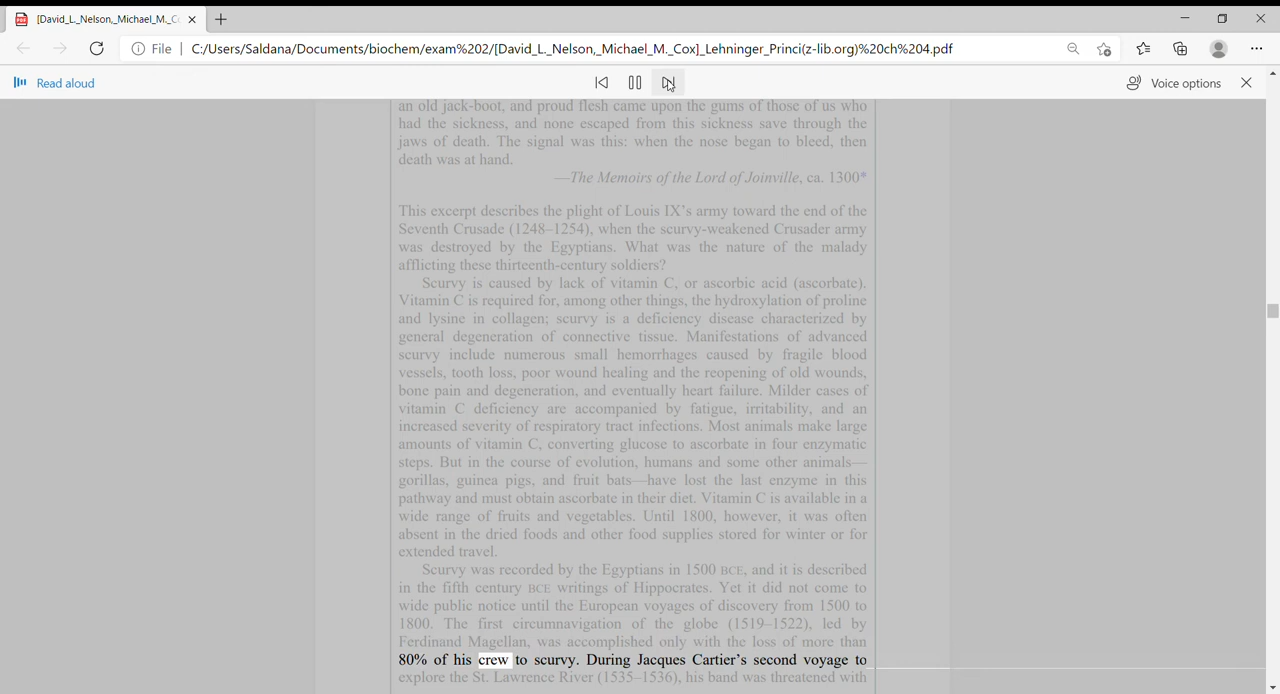 [David_L._Nelson,_Michael_M._C
File
C:/Users/Saldana/Documents/biochem/exam%202/[David_L._Nelson,_Michael_M._Cox]_Lehninger_Princi(z-lib.org)%20ch%204.pdf
Read aloud
Voice options
an old jack-boot, and proud flesh came upon the gums of those of us who
had the sickness, and none escaped from this sickness save through the
jaws of death. The signal was this: when the nose began to bleed, then
death was at hand.
—The Memoirs of the Lord of Joinville, ca. 1300*
This excerpt describes the plight of Louis IX’s army toward the end of the
Seventh Crusade (1248–1254), when the scurvy-weakened Crusader army
was destroyed by the Egyptians. What was the nature of the malady
afflicting these thirteenth-century soldiers?
Scurvy is caused by lack of vitamin C, or ascorbic acid (ascorbate).
Vitamin C is required for, among other things, the hydroxylation of proline
and lysine in collagen; scurvy is a deficiency disease characterized by
general degeneration of connective tissue. Manifestations of advanced
scurvy include numerous small hemorrhages caused by fragile blood
vessels, tooth loss, poor wound healing and the reopening of old wounds,
bone pain and degeneration, and eventually heart failure. Milder cases of
vitamin C deficiency are accompanied by fatigue, irritability, and an
increased severity of respiratory tract infections. Most animals make large
amounts of vitamin C, converting glucose to ascorbate in four enzymatic
steps. But in the course of evolution, humans and some other animals—
gorillas, guinea pigs, and fruit bats—have lost the last enzyme in this
pathway and must obtain ascorbate in their diet. Vitamin C is available in a
wide range of fruits and vegetables. Until 1800, however, it was often
absent in the dried foods and other food supplies stored for winter or for
extended travel.
Scurvy was recorded by the Egyptians in 1500 BCE, and it is described
in the fifth century BCE writings of Hippocrates. Yet it did not come to
wide public notice until the European voyages of discovery from 1500 to
1800. The first circumnavigation of the globe (1519–1522), led by
Ferdinand Magellan, was accomplished only with the loss of more than
80% of his crew to scurvy. During Jacques Cartier’s second voyage to
explore the St. Lawrence River (1535–1536), his band was threatened with